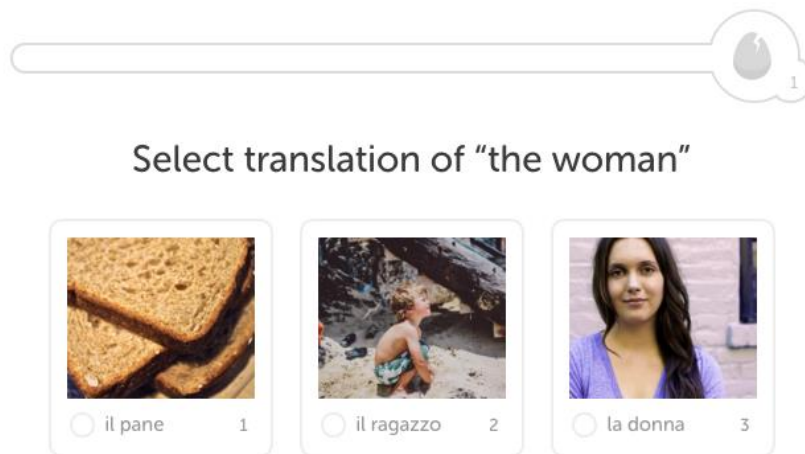 1
Select translation of “the woman”
il pane 1
il ragazzo 2
la donna 3